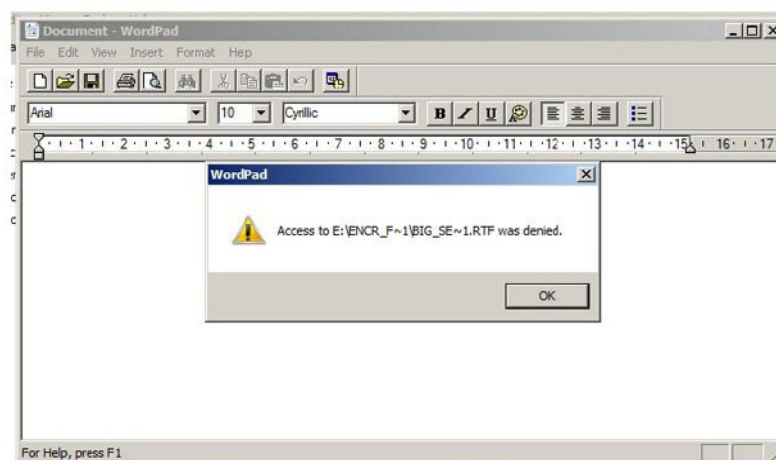 Document - WordPad
File Edit View Insert Format Help
Arial 10 Cyrillic B I U
1 2 3 4 5 6 7 8 9 10 11 12 13 14 15 16 17
WordPad
Access to E:\ENCR_F~1\BIG_SE~1.RTF was denied.
OK
For Help, press F1